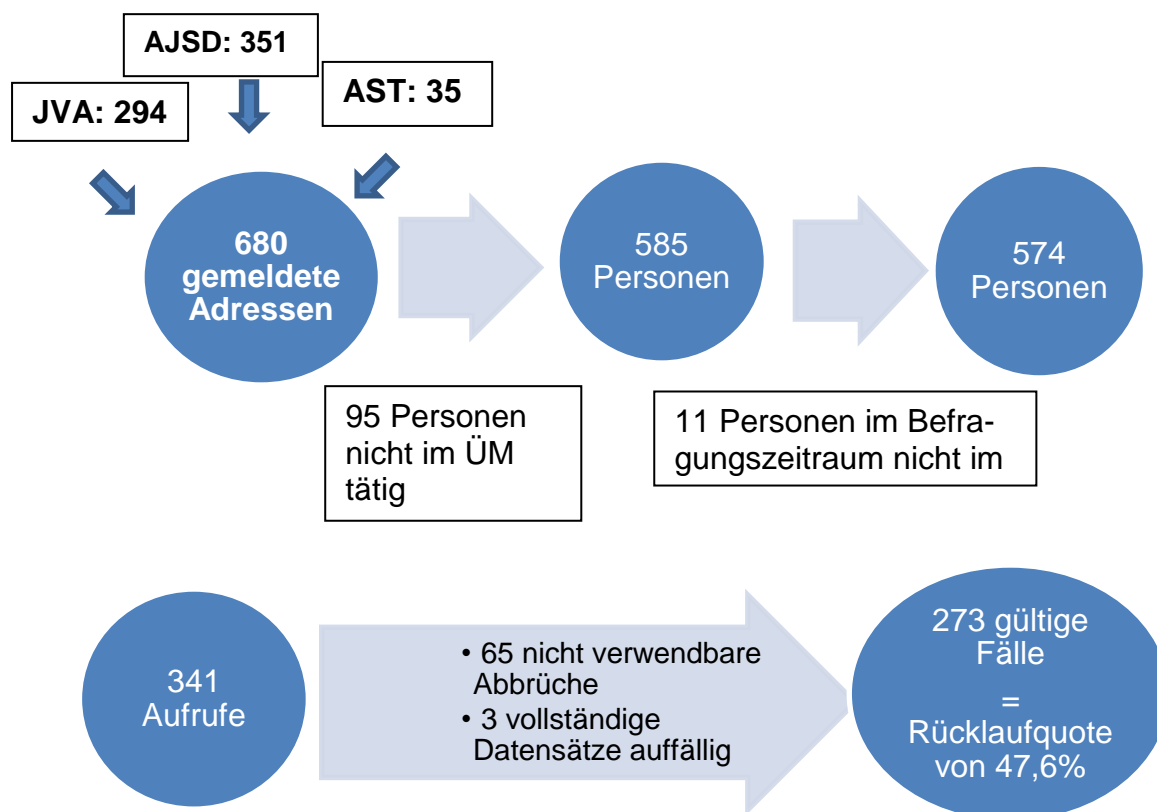 AJSD: 351
JVA: 294
AST: 35
680
gemeldete
Adressen
585
Personen
574
Personen
95 Personen
nicht im ÜM
tätig
11 Personen im Befra-
gungszeitraum nicht im
341
Aufrufe
• 65 nicht verwendbare
Abbrüche
• 3 vollständige
Datensätze auffällig
273 gültige
Fälle
=
Rücklaufquote
von 47,6%